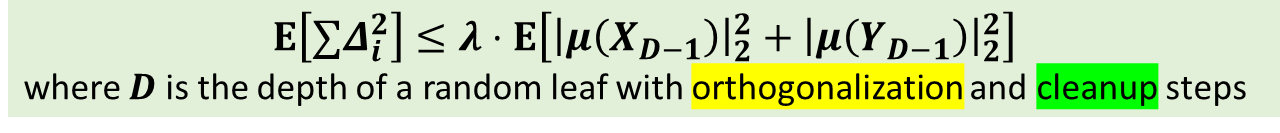 E[∑Δᵢ²] ≤ λ · E[|μ(X_{D−1})|₂² + |μ(Y_{D−1})|₂²]
where D is the depth of a random leaf with orthogonalization and cleanup steps